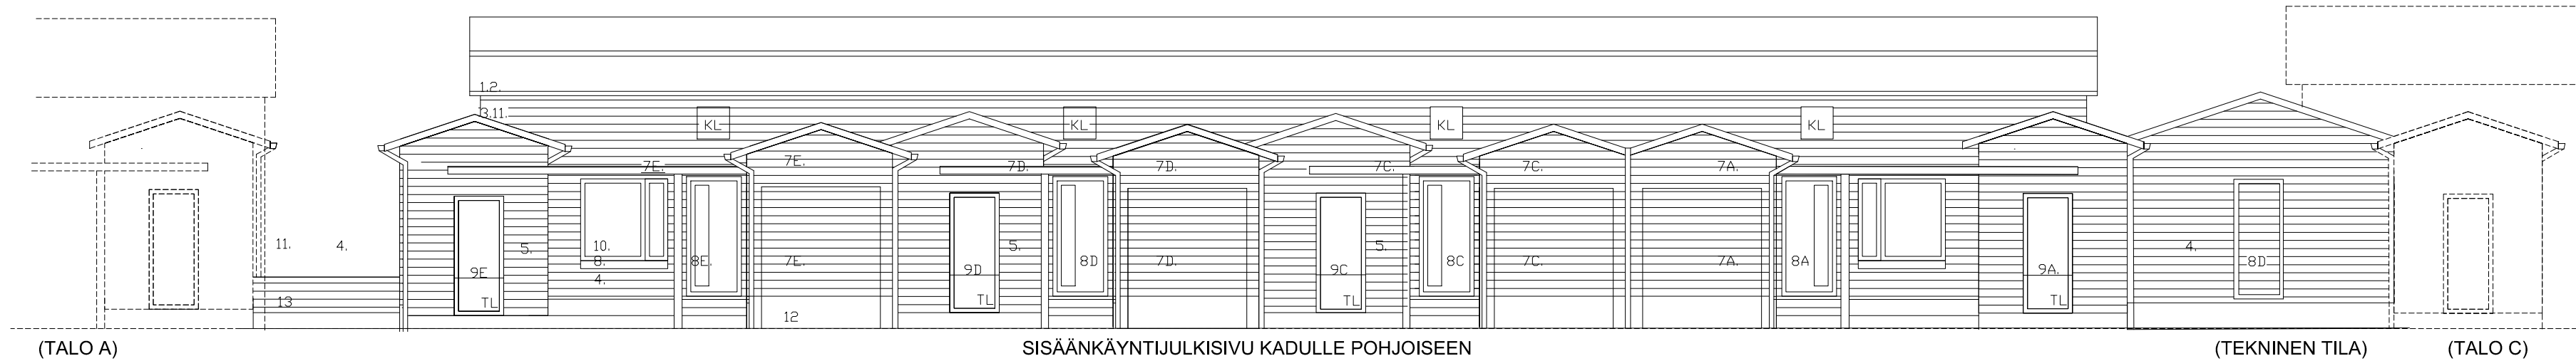 1.2.
3.11.
KL KL KL KL
7E. 7E. 7D. 7D. 7C. 7C. 7A.
11. 4. 5. 10. 5. 5. 4.
9E 8. 8E. 7E. 9D 8D 7D. 9C 8C 7C. 7A. 8A 9A. 8D
4.
13 TL TL TL TL
12
(TALO A) SISÄÄNKÄYNTIJULKISIVU KADULLE POHJOISEEN (TEKNINEN TILA) (TALO C)